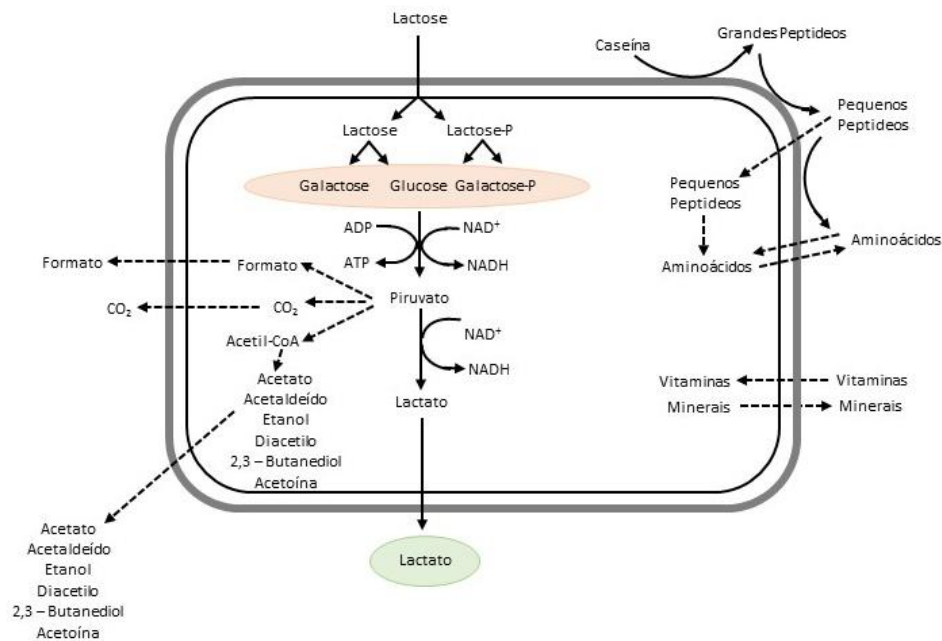 Lactose
Caseína
Grandes Peptideos
Pequenos
Peptideos
Lactose
Lactose-P
Galactose
Glucose
Galactose-P
Pequenos
Peptideos
ADP
NAD+
Aminoácidos
ATP
NADH
Aminoácidos
Formato
Formato
Piruvato
CO₂
CO₂
NAD+
Acetil-CoA
NADH
Acetato
Acetaldeído
Etanol
Diacetilo
2,3 – Butanediol
Acetoína
Lactato
Vitaminas
Vitaminas
Minerais
Minerais
Acetato
Acetaldeído
Etanol
Diacetilo
2,3 – Butanediol
Acetoína
Lactato